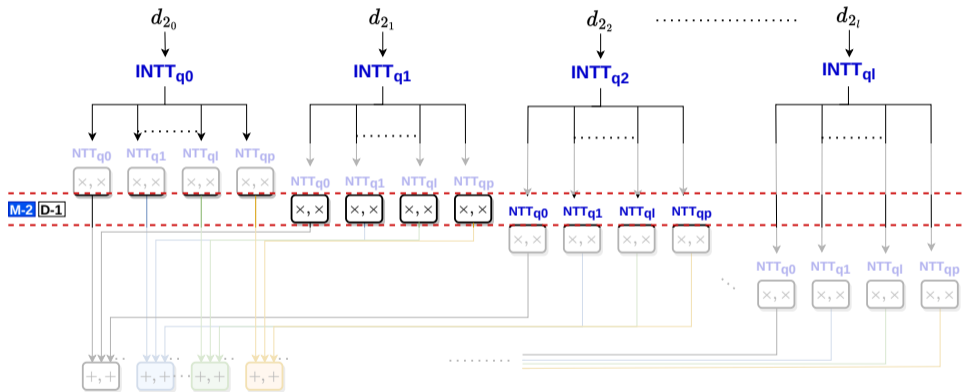 d₂₀ d₂₁ d₂₂ d₂ₗ
INTTq0 INTTq1 INTTq2 INTTql
NTTq0 NTTq1 NTTql NTTqp
×,× ×,× ×,× ×,×
NTTq0 NTTq1 NTTql NTTqp
M-2 D-1 ×,× ×,× ×,× ×,×
NTTq0 NTTq1 NTTql NTTqp
×,× ×,× ×,× ×,×
NTTq0 NTTq1 NTTql NTTqp
×,× ×,× ×,× ×,×
+,+ +,+ +,+ +,+